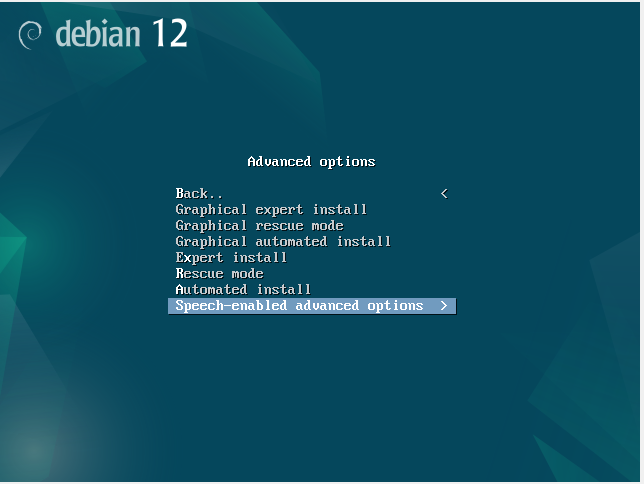 debian 12
Advanced options
Back.. <
Graphical expert install
Graphical rescue mode
Graphical automated install
Expert install
Rescue mode
Automated install
Speech-enabled advanced options >